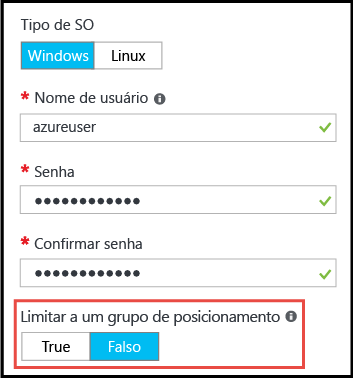 Tipo de SO
Windows Linux
* Nome de usuário
azureuser
* Senha
●●●●●●●●●●●●
* Confirmar senha
●●●●●●●●●●●●
Limitar a um grupo de posicionamento
True Falso